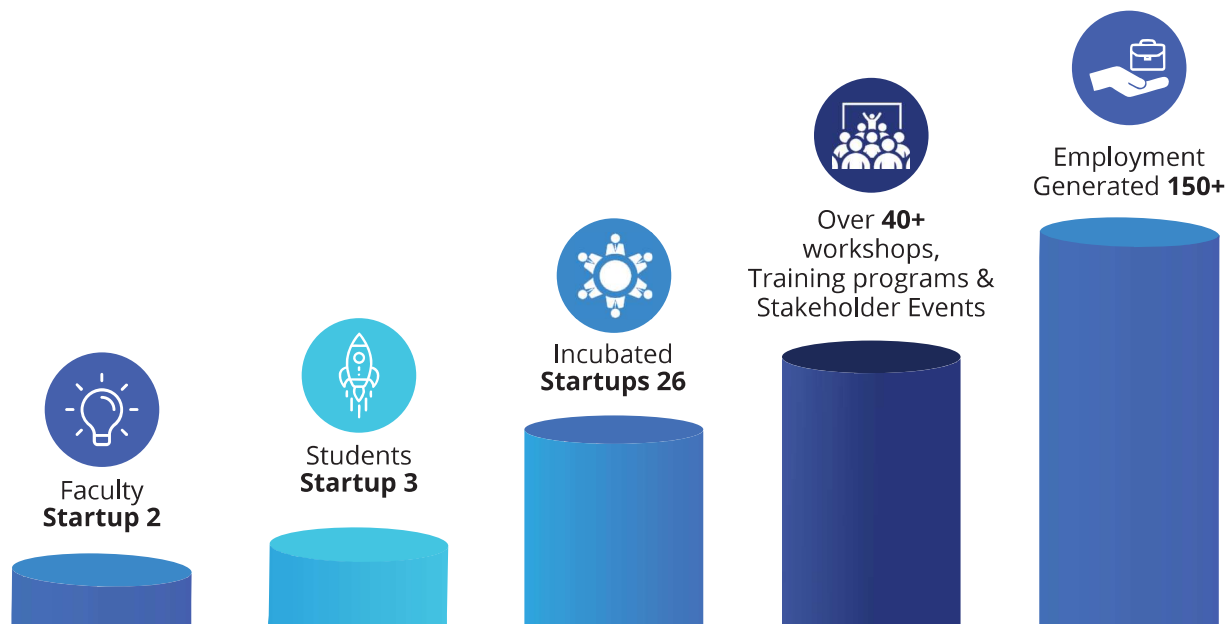 Faculty
Startup 2
Students
Startup 3
Incubated
Startups 26
Over 40+
workshops,
Training programs &
Stakeholder Events
Employment
Generated 150+